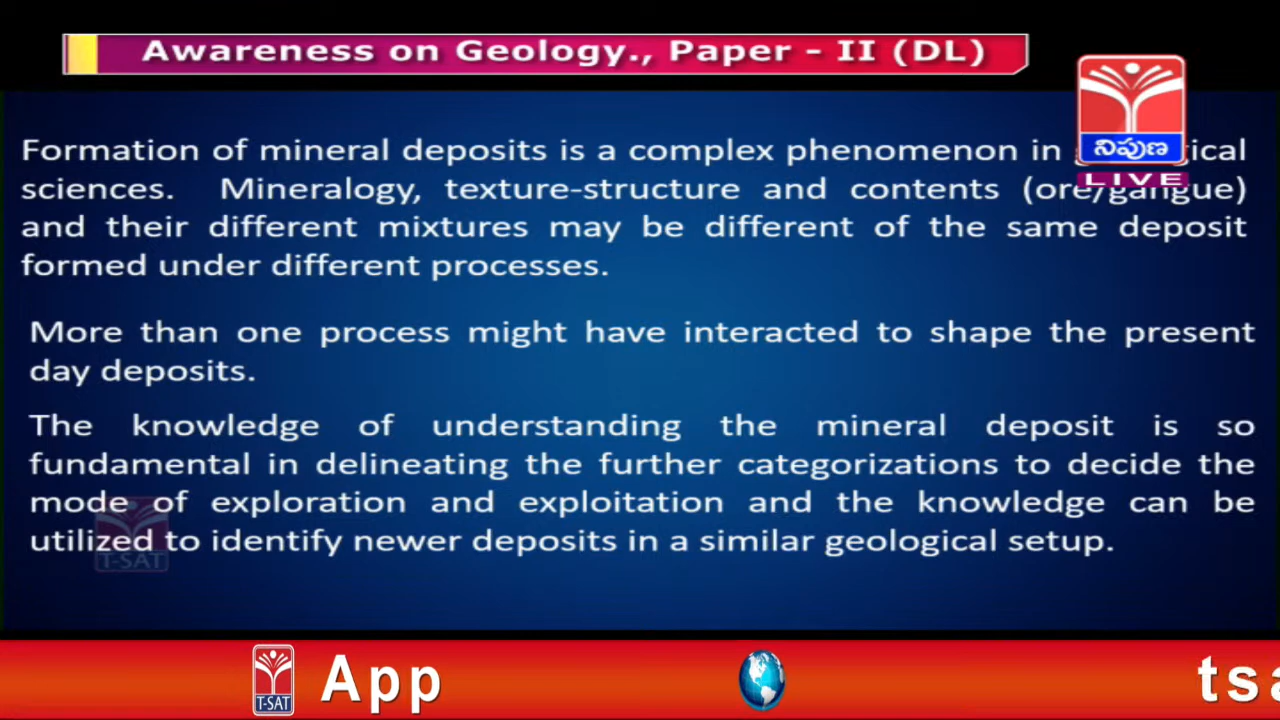 Awareness on Geology., Paper - II (DL)
Formation of mineral deposits is a complex phenomenon in
sciences. Mineralogy, texture-structure and contents (ore/gangue)
and their different mixtures may be different of the same deposit
formed under different processes.
నిపుణ
LIVE
More than one process might have interacted to shape the present
day deposits.
The knowledge of understanding the mineral deposit is so
fundamental in delineating the further categorizations to decide the
mode of exploration and exploitation and the knowledge can be
utilized to identify newer deposits in a similar geological setup.
T-SAT
T-SAT
App